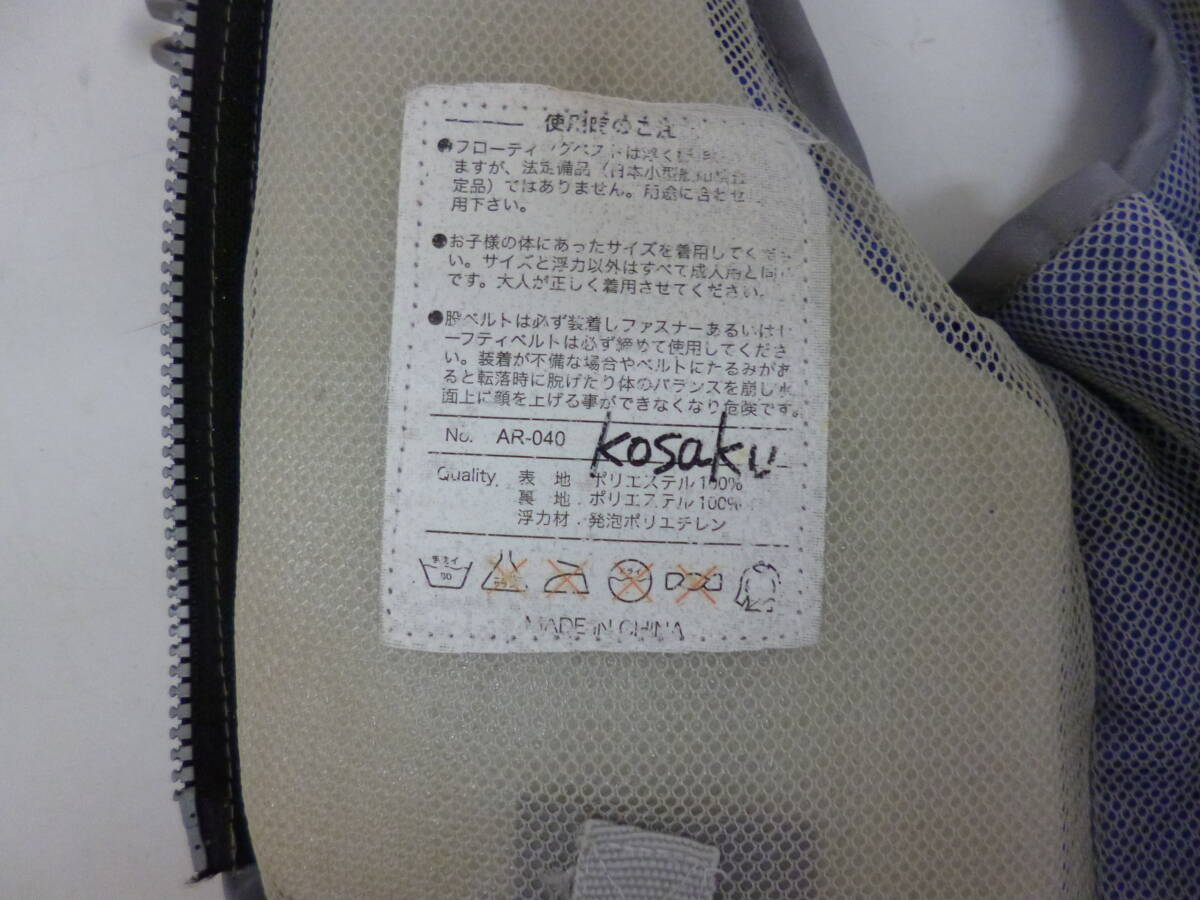 使用時の
●フローティングベストは浮く
ますが、法定備品(日本小型
定品)ではありません。用途に合わせ
用下さい。
●お子様の体にあったサイズを着用してくださ
い。サイズと浮力以外はすべて成人用と同
です。大人が正しく着用させてください。
●股ベルトは必ず装着しファスナーあるいは
ーフティベルトは必ず締めて使用してくださ
い。装着が不備な場合やベルトにたるみがあ
ると転落時に脱げたり体のバランスを崩し水
面上に顔を上げる事ができなくなり危険です。
No. AR-040 kosaku
Quality, 表 地 ポリエステル100%
裏 地 . ポリエステル100%
浮力材 . 発泡ポリエチレン
手洗イ
30
ドライ
MADE IN CHINA